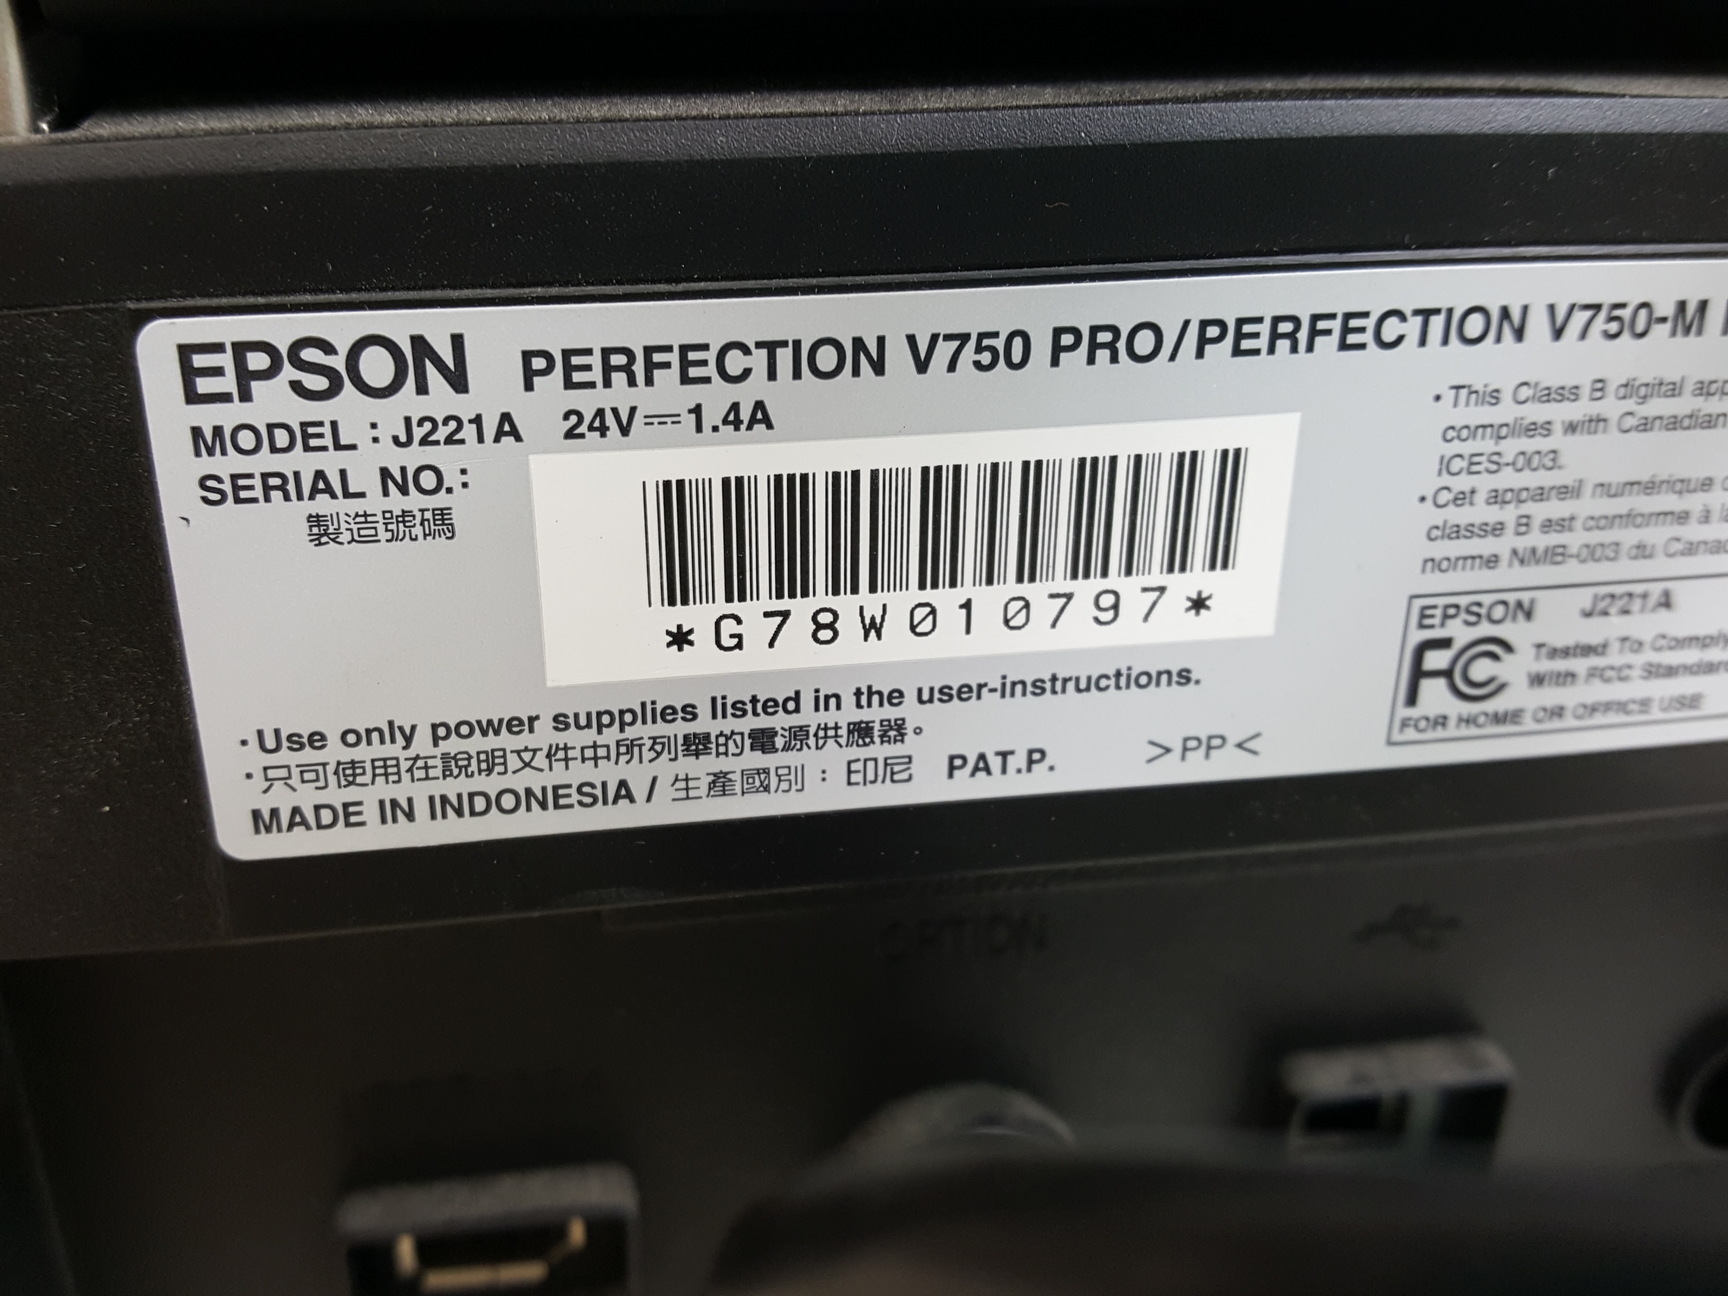 EPSON PERFECTION V750 PRO/PERFECTION V750-M
MODEL : J221A 24V⎓1.4A
SERIAL NO.:
製造號碼
*G78W010797*
•Use only power supplies listed in the user-instructions.
•只可使用在說明文件中所列舉的電源供應器。
MADE IN INDONESIA / 生產國別：印尼 PAT.P. >PP<
•This Class B digital app
complies with Canadian
ICES-003.
•Cet appareil numérique
classe B est conforme à la
norme NMB-003 du Canad
EPSON J221A
FC Tested To Comply
With FCC Standar
FOR HOME OR OFFICE USE
OPTION